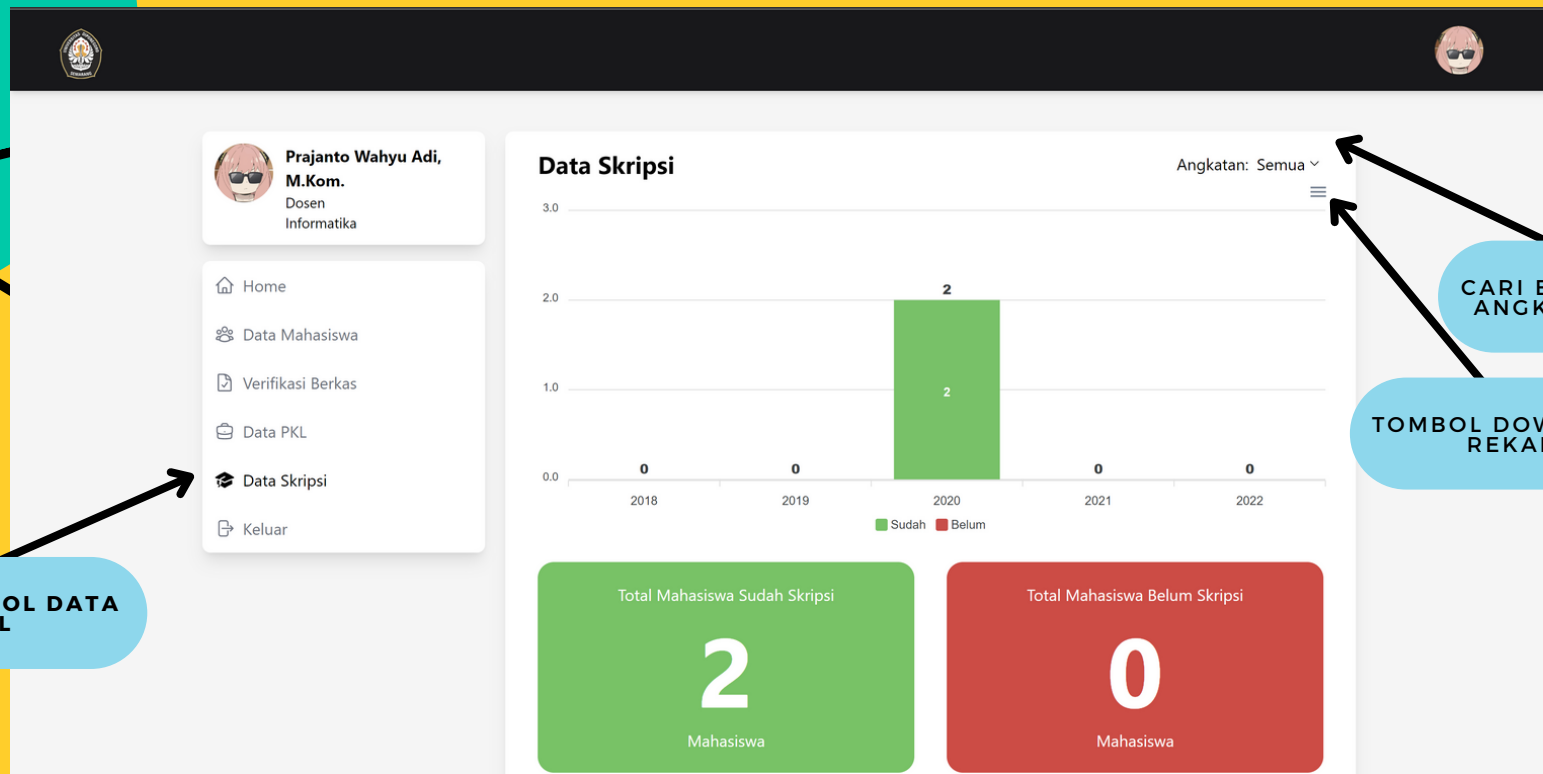 Prajanto Wahyu Adi,
M.Kom.
Dosen
Informatika
Home
Data Mahasiswa
Verifikasi Berkas
Data PKL
Data Skripsi
Keluar
OL DATA
L
Data Skripsi
Angkatan: Semua
3.0
2.0
1.0
0.0
0
0
2
2
0
0
2018
2019
2020
2021
2022
Sudah
Belum
Total Mahasiswa Sudah Skripsi
2
Mahasiswa
Total Mahasiswa Belum Skripsi
0
Mahasiswa
CARI
ANGK
TOMBOL DOW
REKA